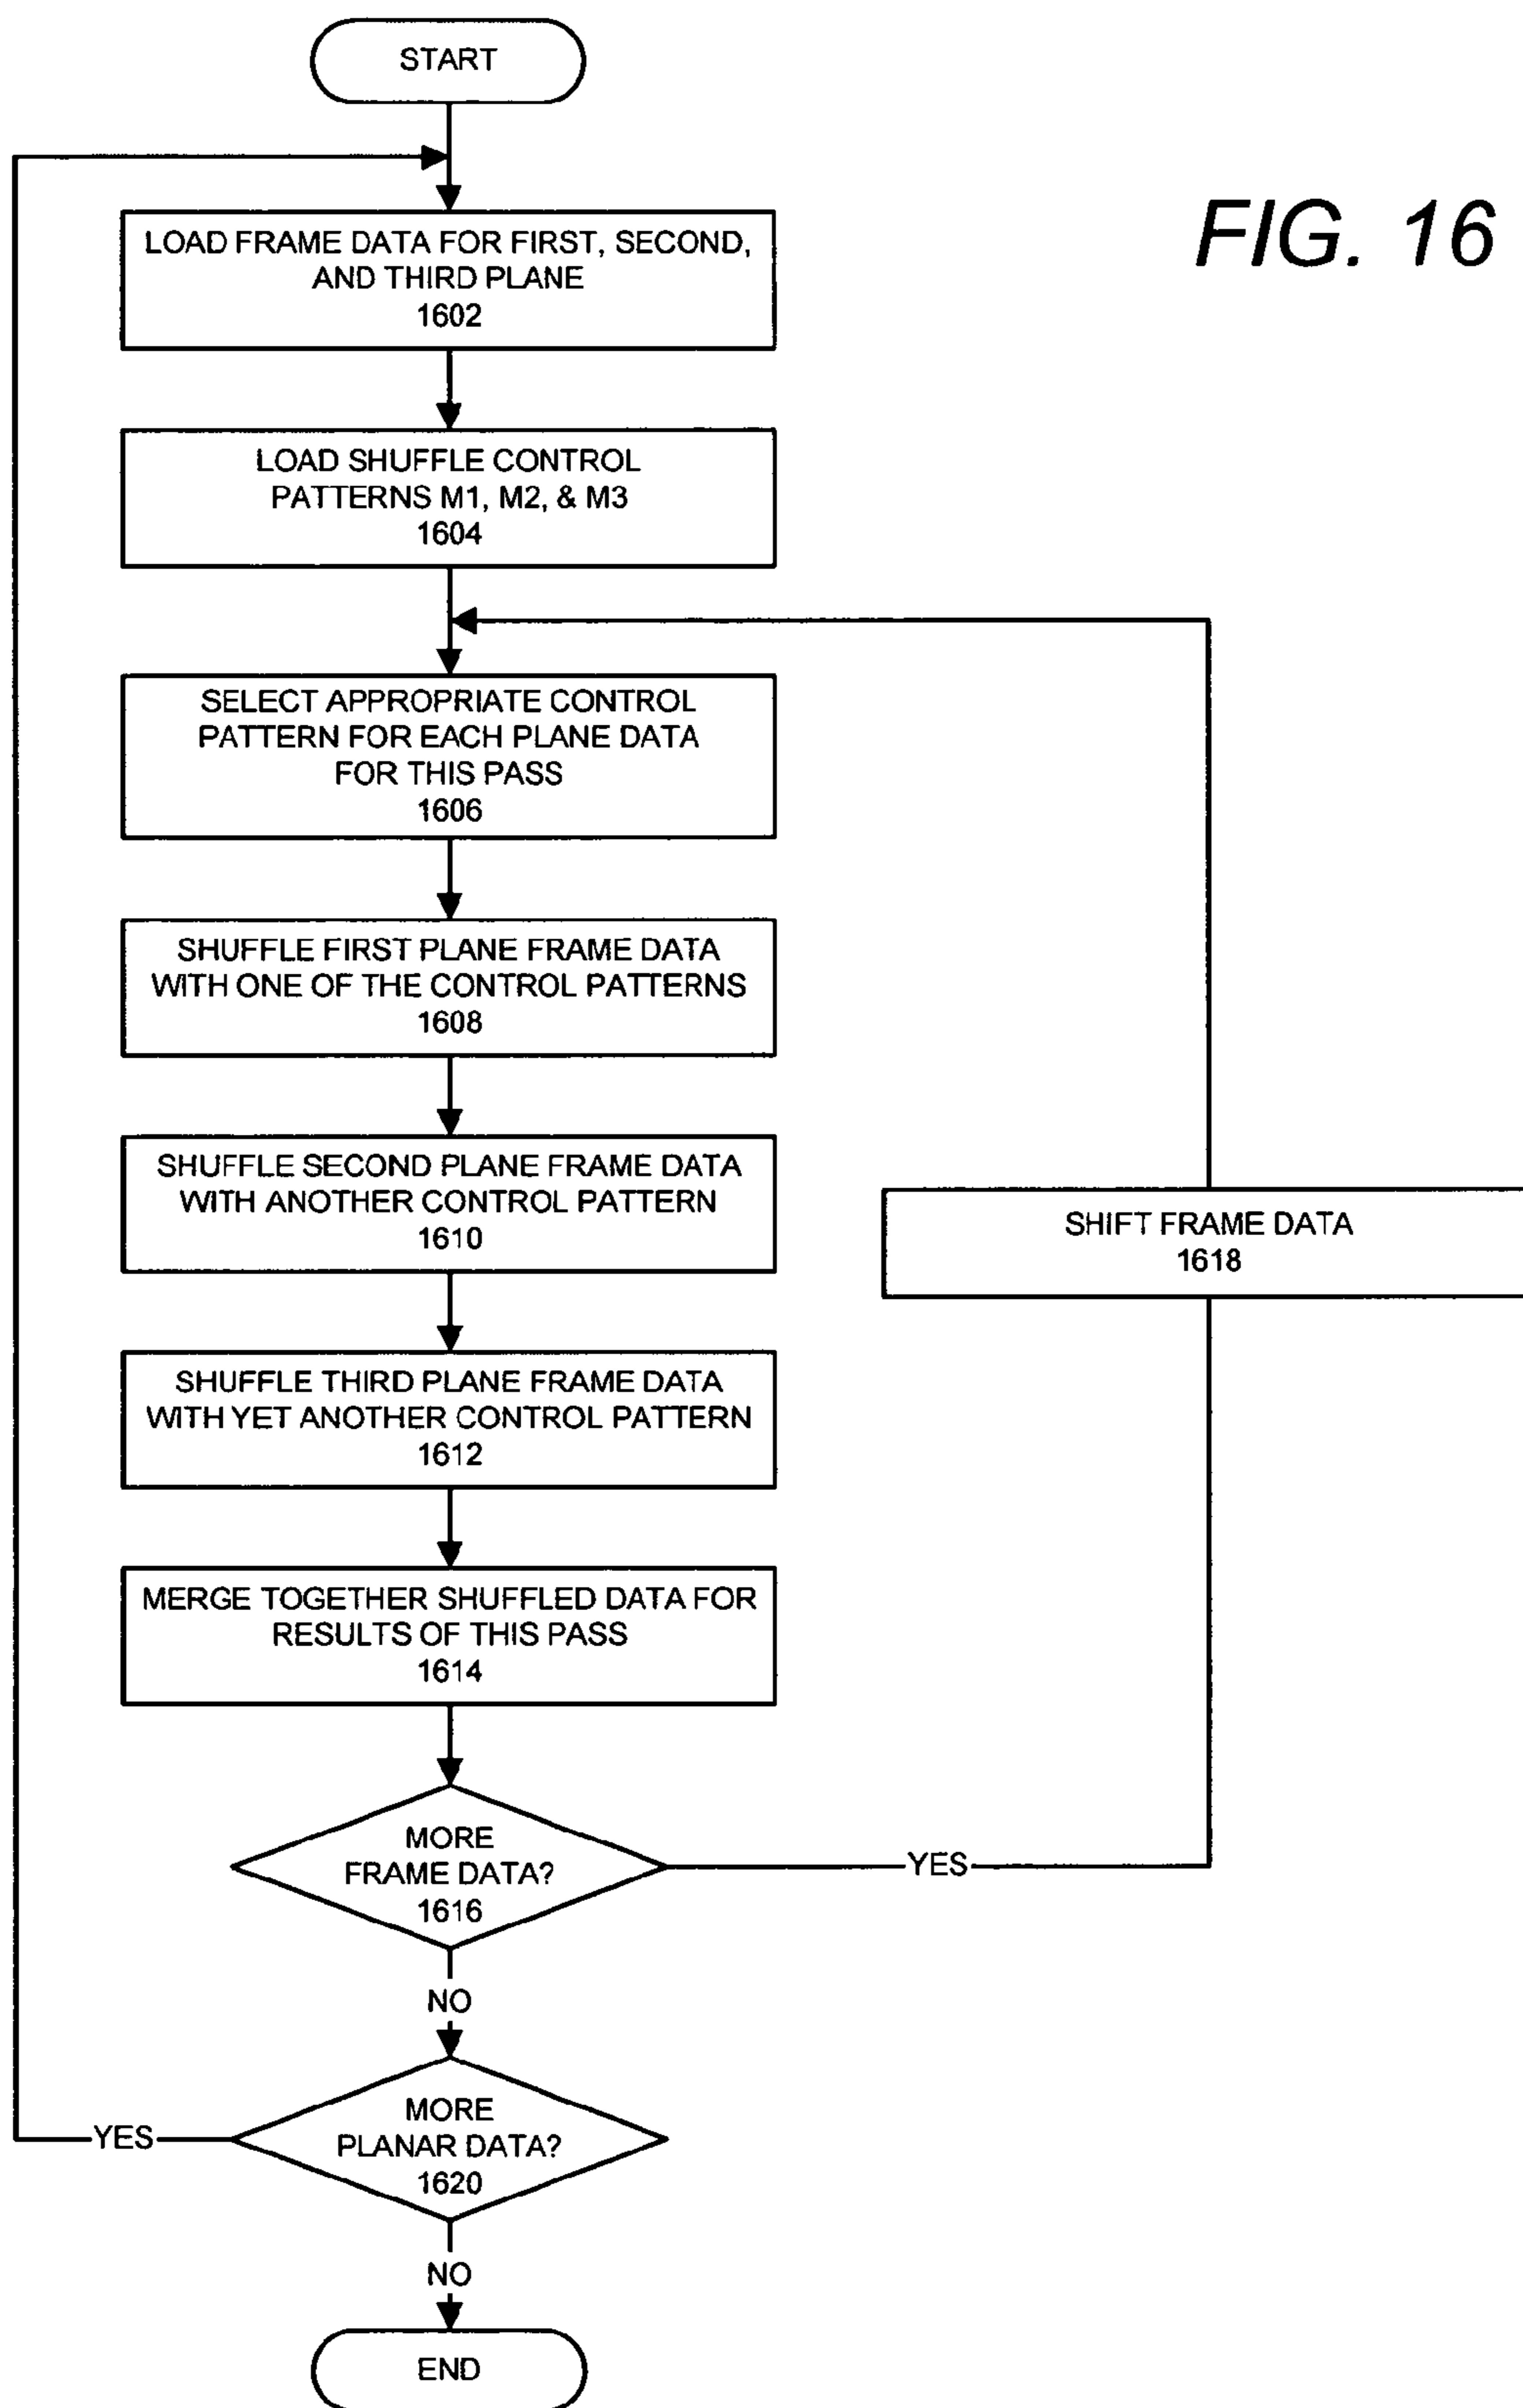 START
FIG. 16
LOAD FRAME DATA FOR FIRST, SECOND,
AND THIRD PLANE
1602
LOAD SHUFFLE CONTROL
PATTERNS M1, M2, & M3
1604
SELECT APPROPRIATE CONTROL
PATTERN FOR EACH PLANE DATA
FOR THIS PASS
1606
SHUFFLE FIRST PLANE FRAME DATA
WITH ONE OF THE CONTROL PATTERNS
1608
SHUFFLE SECOND PLANE FRAME DATA
WITH ANOTHER CONTROL PATTERN
1610
SHIFT FRAME DATA
1618
SHUFFLE THIRD PLANE FRAME DATA
WITH YET ANOTHER CONTROL PATTERN
1612
MERGE TOGETHER SHUFFLED DATA FOR
RESULTS OF THIS PASS
1614
MORE
FRAME DATA?
1616
YES
NO
MORE
PLANAR DATA?
1620
YES
NO
END